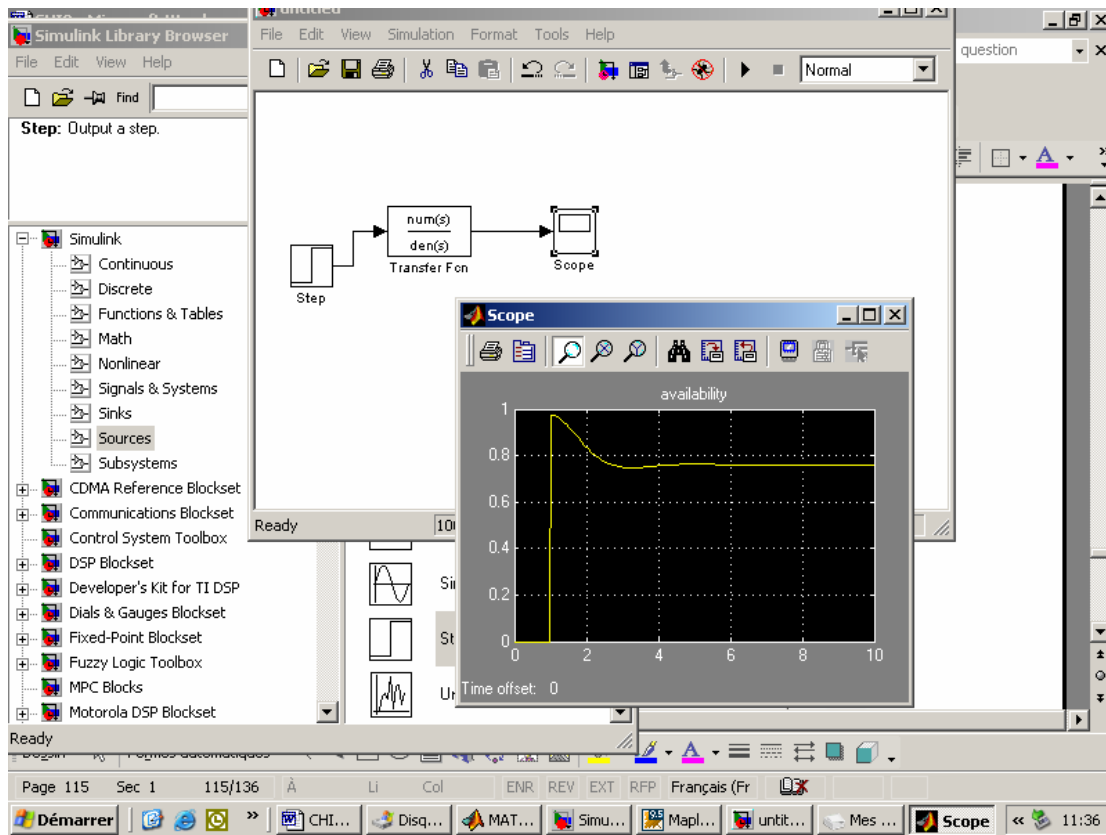 untitled
Simulink Library Browser
File Edit View Help
Find
Step: Output a step.
Simulink
Continuous
Discrete
Functions & Tables
Math
Nonlinear
Signals & Systems
Sinks
Sources
Subsystems
CDMA Reference Blockset
Communications Blockset
Control System Toolbox
DSP Blockset
Developer's Kit for TI DSP
Dials & Gauges Blockset
Fixed-Point Blockset
Fuzzy Logic Toolbox
MPC Blocks
Motorola DSP Blockset
Ready
File Edit View Simulation Format Tools Help
Normal
question
num(s)
den(s)
Transfer Fcn
Step
Scope
Ready
Scope
availability
1
0.8
0.6
0.4
0.2
0
0 2 4 6 8 10
Time offset: 0
Page 115 Sec 1 115/136 À Li Col ENR REV EXT RFP Français (Fr
Démarrer » CHI... Disq... MAT... Simu... Mapl... untit... Mes ... Scope « 11:36